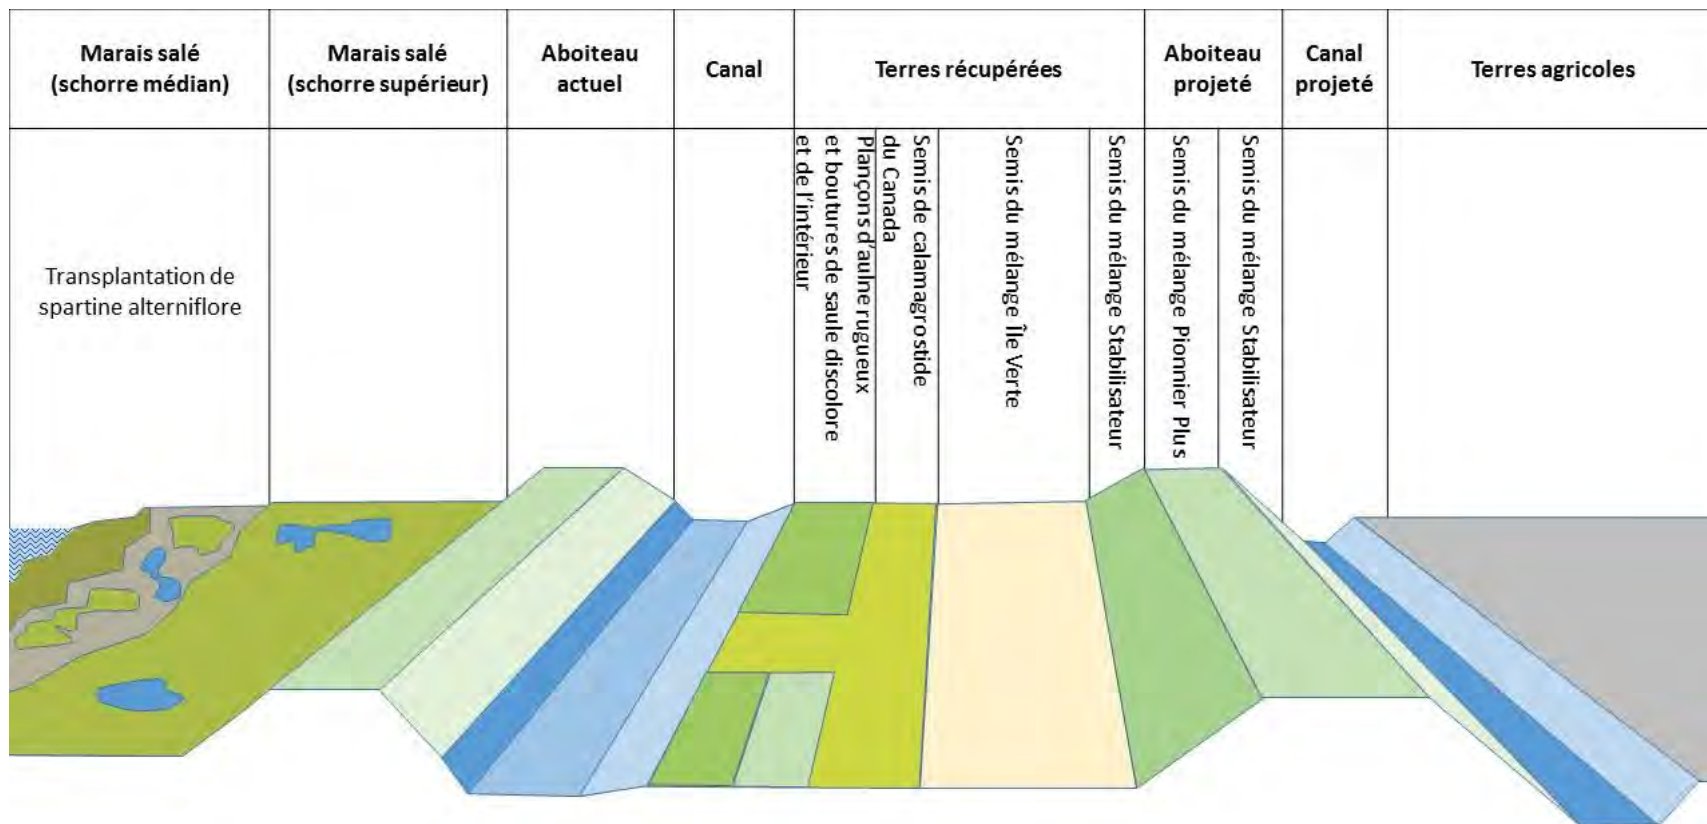 Marais salé
(schorre médian)
Marais salé
(schorre supérieur)
Aboiteau
actuel
Canal
Terres récupérées
Aboiteau
projeté
Canal
projeté
Terres agricoles
Transplantation de
spartine alterniflore
Plançons d'aulne rugueux
et boutures de saule discolore
et de l'intérieur
Semis de calamagrostide
du Canada
Semis du mélange Île Verte
Semis du mélange Stabilisateur
Semis du mélange Pionnier Plus
Semis du mélange Stabilisateur